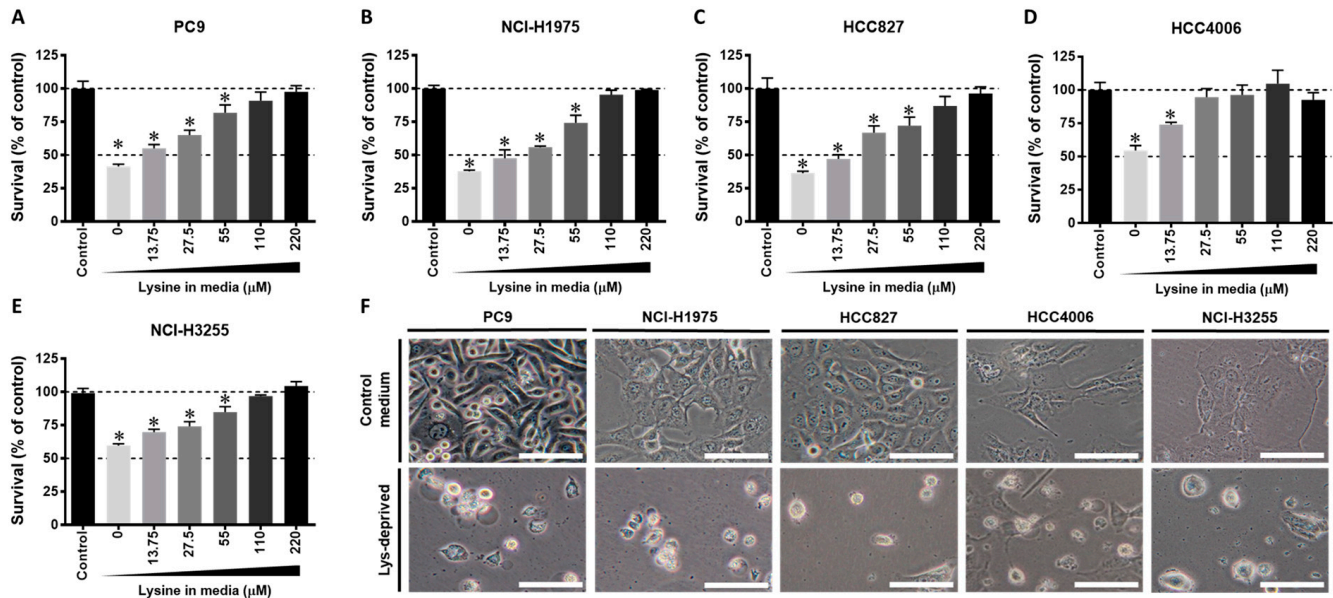 A
PC9
Survival (% of control)
125
100
75
50
25
0
*
*
*
*
Control
0
13.75
27.5
55
110
220
Lysine in media (μM)
B
NCI-H1975
Survival (% of control)
125
100
75
50
25
0
*
*
*
*
Control
0
13.75
27.5
55
110
220
Lysine in media (μM)
C
HCC827
Survival (% of control)
125
100
75
50
25
0
*
*
*
*
Control
0
13.75
27.5
55
110
220
Lysine in media (μM)
D
HCC4006
Survival (% of control)
125
100
75
50
25
0
*
*
Control
0
13.75
27.5
55
110
220
Lysine in media (μM)
E
NCI-H3255
Survival (% of control)
125
100
75
50
25
0
*
*
*
*
Control
0
13.75
27.5
55
110
220
Lysine in media (μM)
F
PC9
NCI-H1975
HCC827
HCC4006
NCI-H3255
Control
medium
Lys-deprived